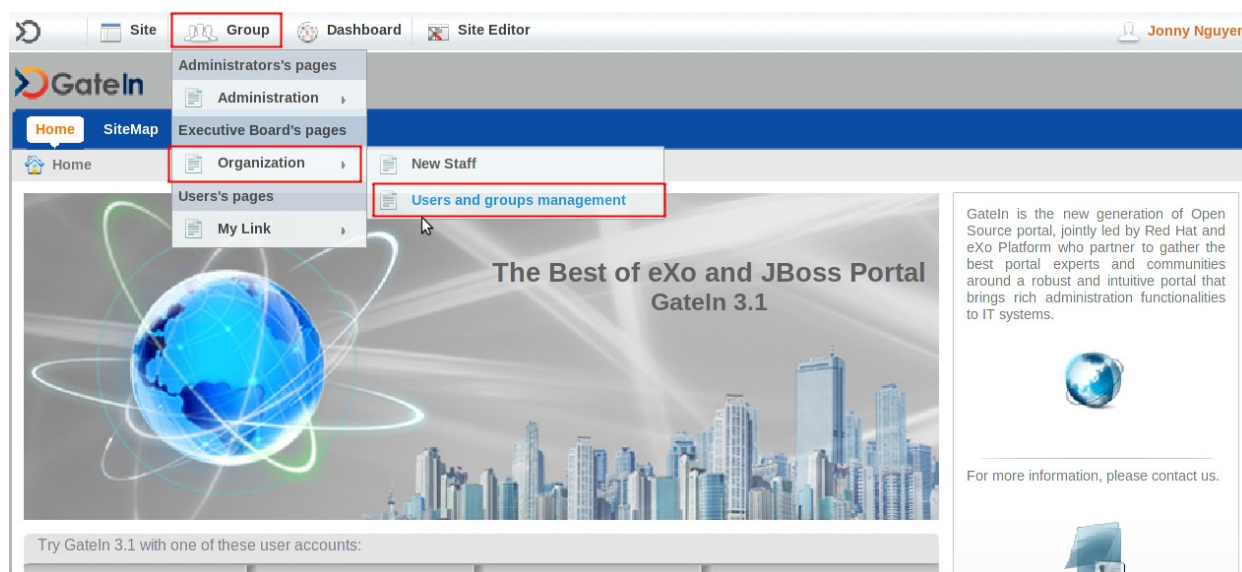 Site Group Dashboard Site Editor Jonny Nguyen
GateIn
Administrators's pages
Administration
Home SiteMap
Executive Board's pages
Home
Organization
New Staff
Users's pages
Users and groups management
My Link
The Best of eXo and JBoss Portal
GateIn 3.1
GateIn is the new generation of Open
Source portal, jointly led by Red Hat and
eXo Platform who partner to gather the
best portal experts and communities
around a robust and intuitive portal that
brings rich administration functionalities
to IT systems.
For more information, please contact us.
Try GateIn 3.1 with one of these user accounts: